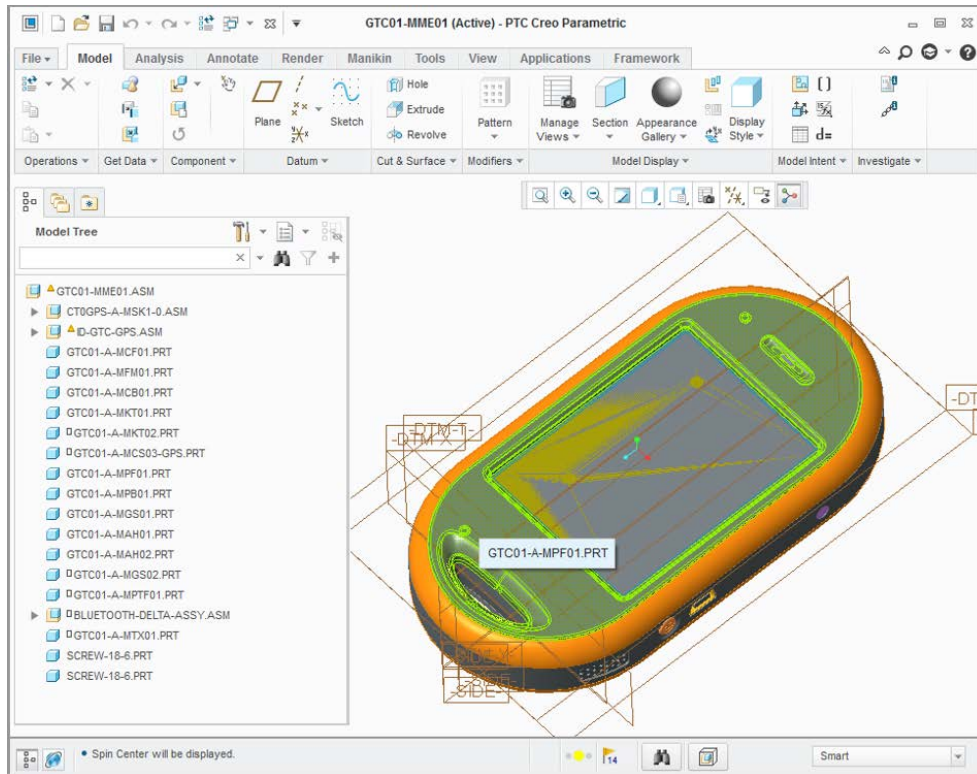 GTC01-MME01 (Active) - PTC Creo Parametric
File Model Analysis Annotate Render Manikin Tools View Applications Framework
Hole
Extrude
Revolve
Plane Sketch Pattern Manage Views Section Appearance Gallery Display Style
d=
Operations Get Data Component Datum Cut & Surface Modifiers Model Display Model Intent Investigate
Model Tree
GTC01-MME01.ASM
CT0GPS-A-MSK1-0.ASM
ID-GTC-GPS.ASM
GTC01-A-MCF01.PRT
GTC01-A-MFM01.PRT
GTC01-A-MCB01.PRT
GTC01-A-MKT01.PRT
GTC01-A-MKT02.PRT
GTC01-A-MCS03-GPS.PRT
GTC01-A-MPF01.PRT
GTC01-A-MPB01.PRT
GTC01-A-MGS01.PRT
GTC01-A-MAH01.PRT
GTC01-A-MAH02.PRT
GTC01-A-MGS02.PRT
GTC01-A-MPTF01.PRT
BLUETOOTH-DELTA-ASSY.ASM
GTC01-A-MTX01.PRT
SCREW-18-6.PRT
SCREW-18-6.PRT
-DTM-T-
-DTM-X-
-DT
GTC01-A-MPF01.PRT
-SIDE-
Spin Center will be displayed.
14
Smart